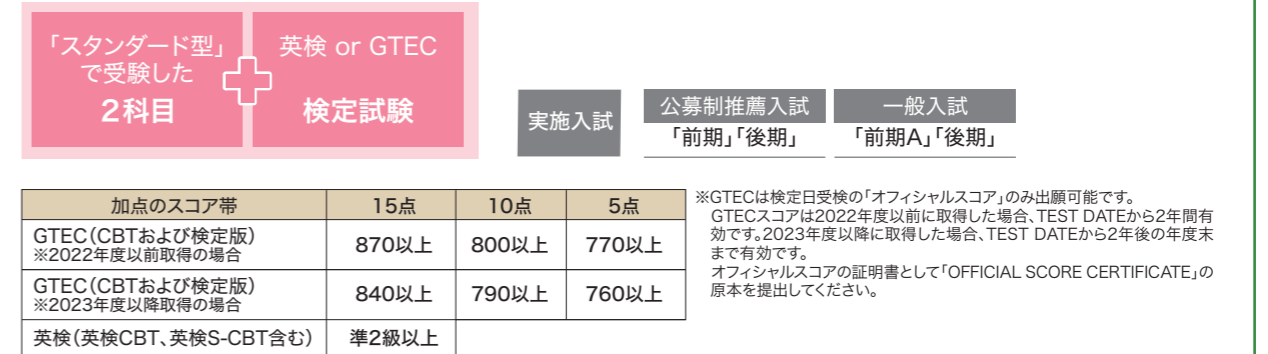 「スタンダード型」
で受験した
2科目
英検 or GTEC
検定試験
実施入試
公募制推薦入試
「前期」「後期」
一般入試
「前期A」「後期」
加点のスコア帯 15点 10点 5点
GTEC（CBTおよび検定版）
※2022年度以前取得の場合
870以上 800以上 770以上
GTEC（CBTおよび検定版）
※2023年度以降取得の場合
840以上 790以上 760以上
英検（英検CBT、英検S-CBT含む） 準2級以上
※GTECは検定日受検の「オフィシャルスコア」のみ出願可能です。
GTECスコアは2022年度以前に取得した場合、TEST DATEから2年間有
効です。2023年度以降に取得した場合、TEST DATEから2年後の年度末
まで有効です。
オフィシャルスコアの証明書として「OFFICIAL SCORE CERTIFICATE」の
原本を提出してください。